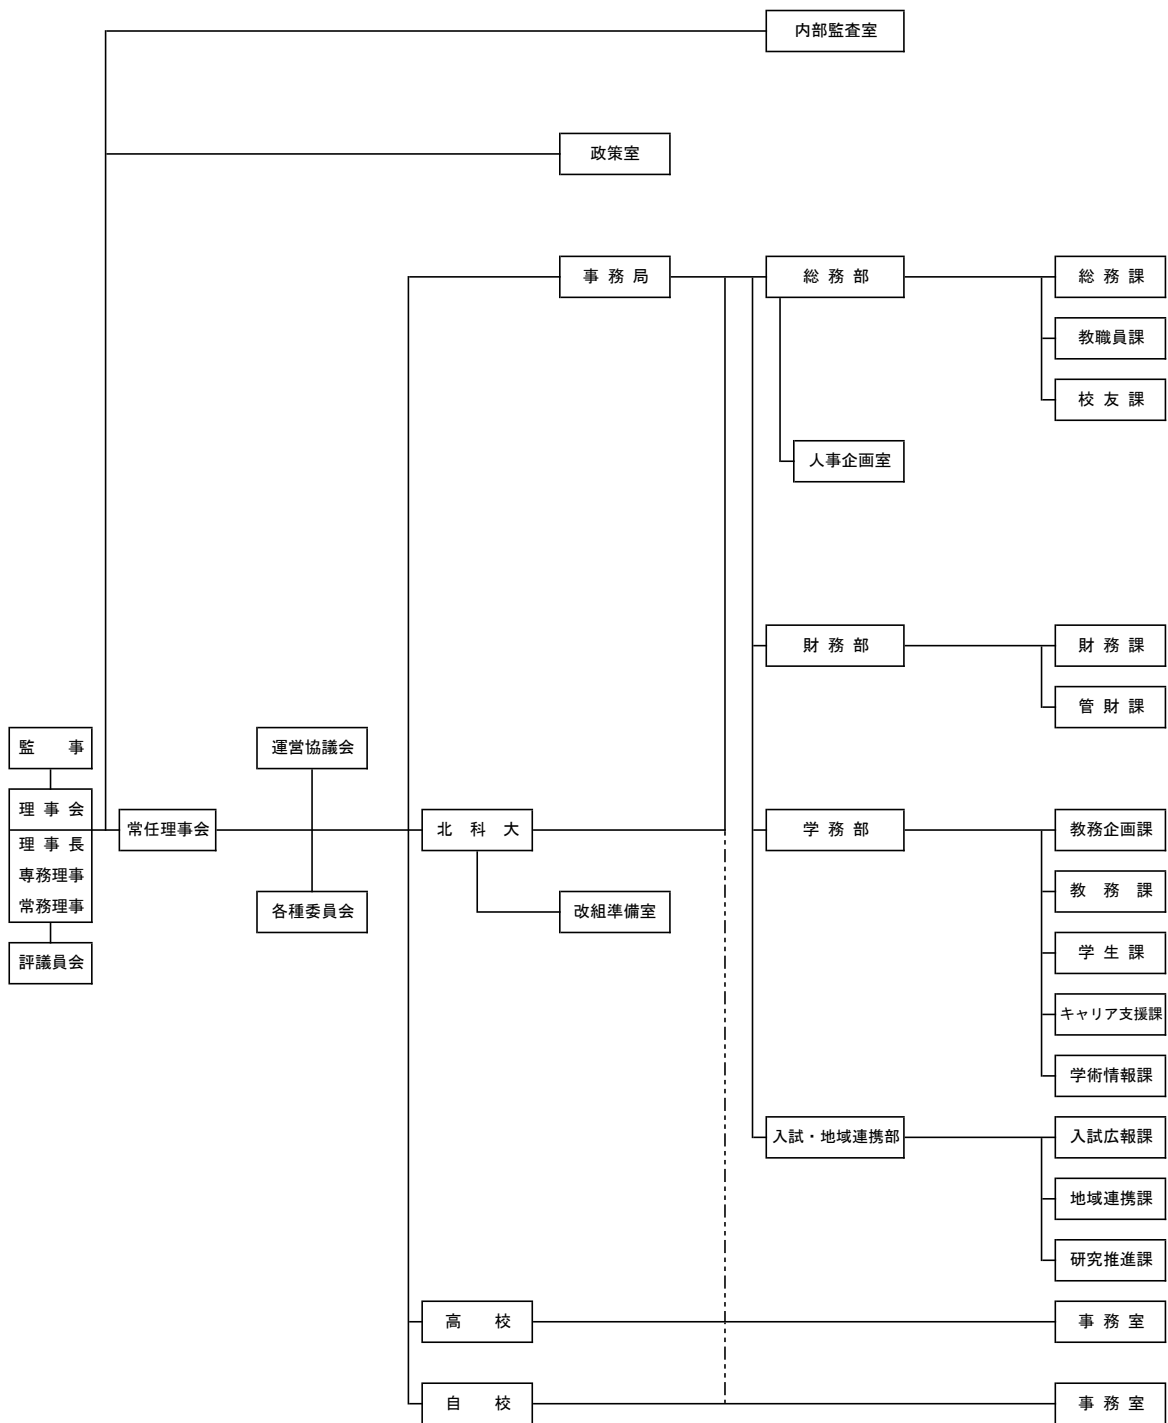 内部監査室
政策室
事 務 局
総 務 部
総 務 課
教職員課
校 友 課
人事企画室
財 務 部
財 務 課
管 財 課
監 事
運営協議会
理 事 会
理 事 長
専務理事
常務理事
評議員会
常任理事会
各種委員会
北 科 大
改組準備室
学 務 部
教務企画課
教 務 課
学 生 課
キャリア支援課
学術情報課
入試・地域連携部
入試広報課
地域連携課
研究推進課
高 校
事 務 室
自 校
事 務 室